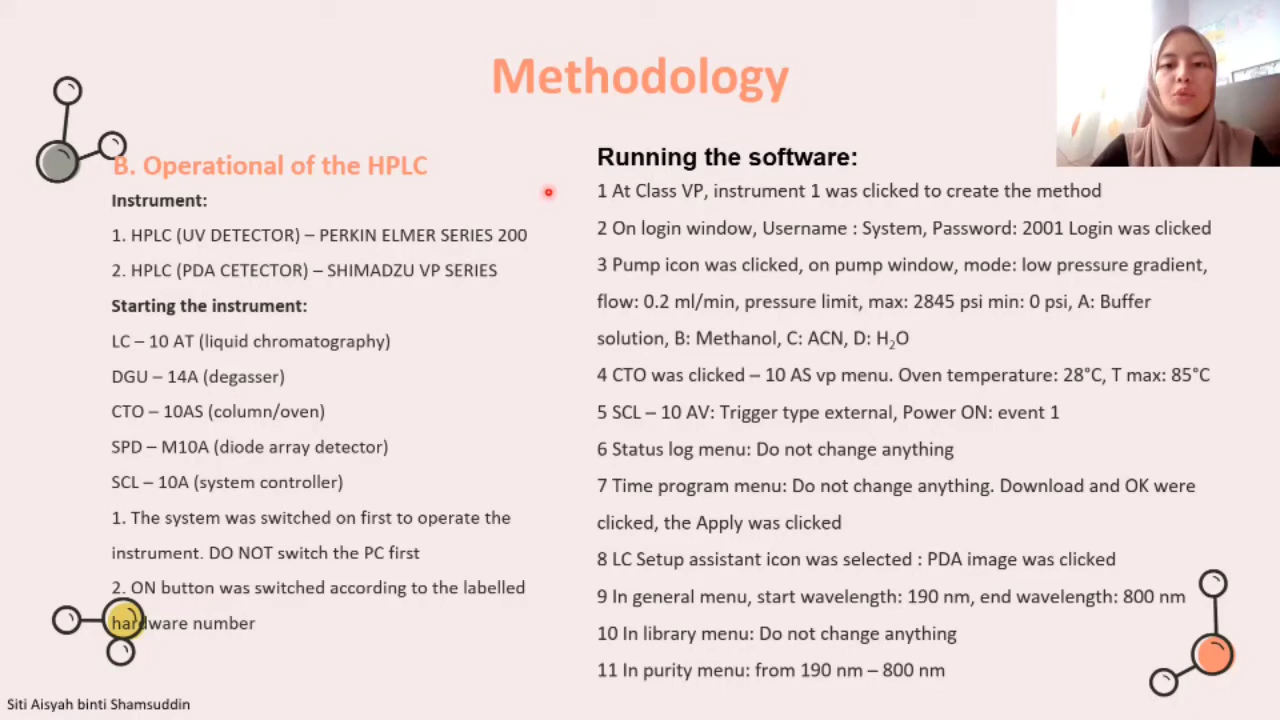 Methodology
B. Operational of the HPLC
Instrument:
1. HPLC (UV DETECTOR) – PERKIN ELMER SERIES 200
2. HPLC (PDA CETECTOR) – SHIMADZU VP SERIES
Starting the instrument:
LC – 10 AT (liquid chromatography)
DGU – 14A (degasser)
CTO – 10AS (column/oven)
SPD – M10A (diode array detector)
SCL – 10A (system controller)
1. The system was switched on first to operate the
instrument. DO NOT switch the PC first
2. ON button was switched according to the labelled
hardware number
Running the software:
1 At Class VP, instrument 1 was clicked to create the method
2 On login window, Username : System, Password: 2001 Login was clicked
3 Pump icon was clicked, on pump window, mode: low pressure gradient,
flow: 0.2 ml/min, pressure limit, max: 2845 psi min: 0 psi, A: Buffer
solution, B: Methanol, C: ACN, D: H₂O
4 CTO was clicked – 10 AS vp menu. Oven temperature: 28°C, T max: 85°C
5 SCL – 10 AV: Trigger type external, Power ON: event 1
6 Status log menu: Do not change anything
7 Time program menu: Do not change anything. Download and OK were
clicked, the Apply was clicked
8 LC Setup assistant icon was selected : PDA image was clicked
9 In general menu, start wavelength: 190 nm, end wavelength: 800 nm
10 In library menu: Do not change anything
11 In purity menu: from 190 nm – 800 nm
Siti Aisyah binti Shamsuddin